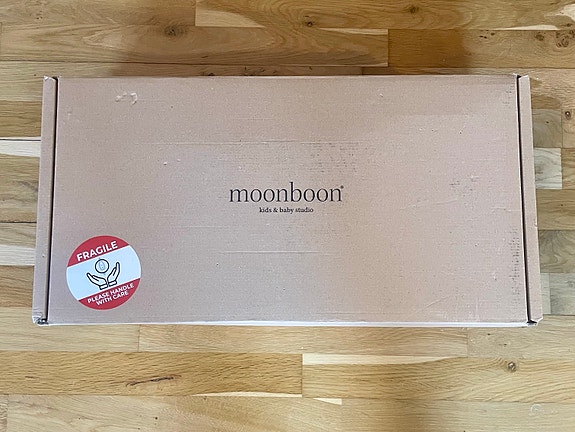 moonboon®
kids & baby studio
FRAGILE
PLEASE HANDLE
WITH CARE